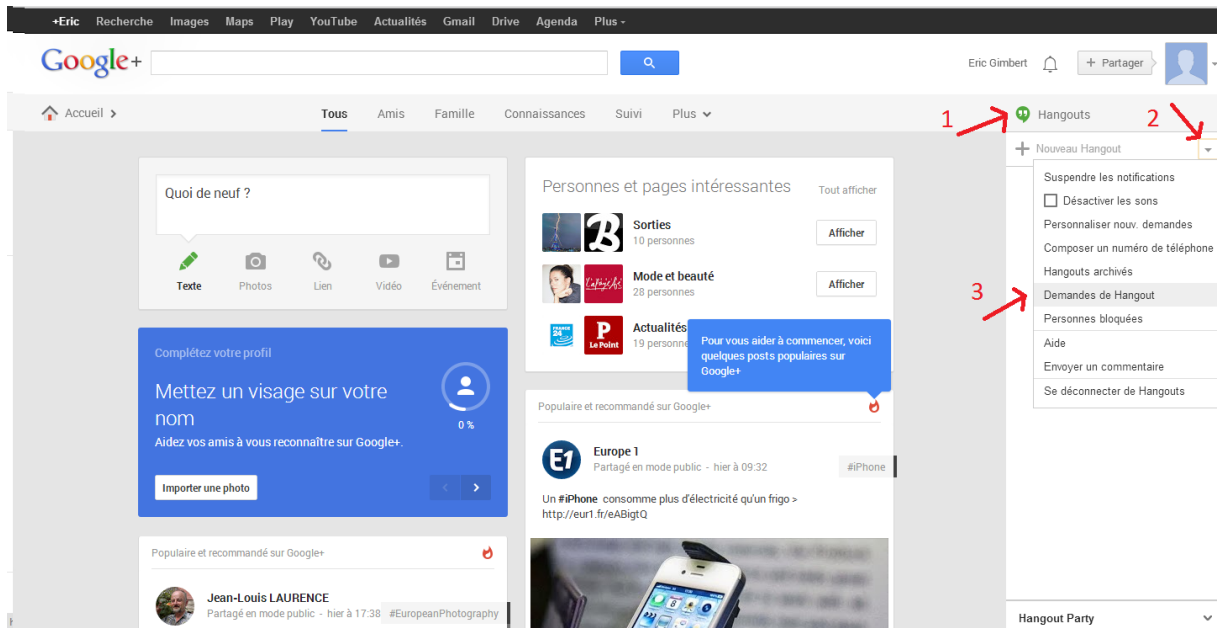 +Eric Recherche Images Maps Play YouTube Actualités Gmail Drive Agenda Plus
Google+
Eric Gimbert
+ Partager
Accueil
Tous Amis Famille Connaissances Suivi Plus
1
Hangouts
2
Nouveau Hangout
Suspendre les notifications
Désactiver les sons
Personnaliser nouv. demandes
Composer un numéro de téléphone
Hangouts archivés
3
Demandes de Hangout
Personnes bloquées
Aide
Envoyer un commentaire
Se déconnecter de Hangouts
Quoi de neuf ?
Texte Photos Lien Vidéo Événement
Complétez votre profil
Mettez un visage sur votre
nom
Aidez vos amis à vous reconnaître sur Google+.
0 %
Importer une photo
Populaire et recommandé sur Google+
Jean-Louis LAURENCE
Partagé en mode public - hier à 17:38
#EuropeanPhotography
Personnes et pages intéressantes
Tout afficher
B
Sorties
10 personnes
Afficher
Mode et beauté
28 personnes
Afficher
FRANCE
24
P
Le Point
Actualités
19 personne
Pour vous aider à commencer, voici
quelques posts populaires sur
Google+
Populaire et recommandé sur Google+
E1
Europe 1
Partagé en mode public - hier à 09:32
#iPhone
Un #iPhone consomme plus d'électricité qu'un frigo >
http://eur1.fr/eABigtQ
Hangout Party